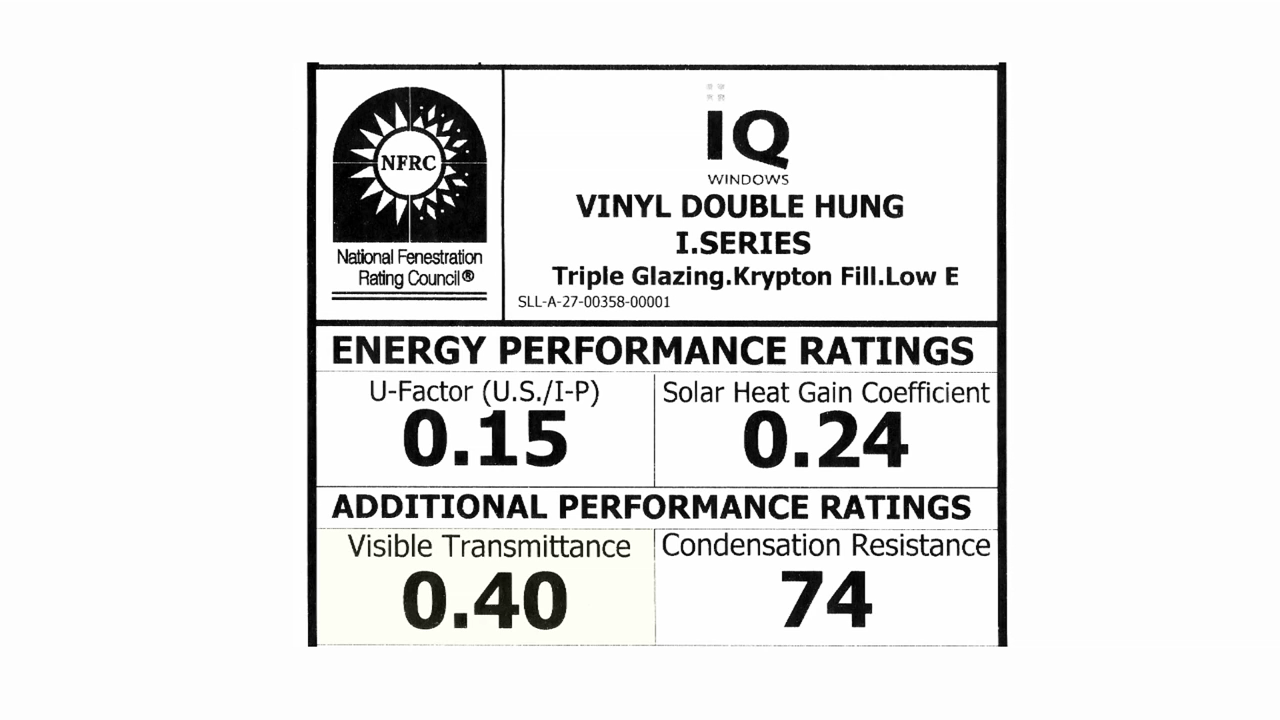 NFRC
National Fenestration
Rating Council®
IQ
WINDOWS
VINYL DOUBLE HUNG
I.SERIES
Triple Glazing.Krypton Fill.Low E
SLL-A-27-00358-00001
ENERGY PERFORMANCE RATINGS
U-Factor (U.S./I-P)
0.15
Solar Heat Gain Coefficient
0.24
ADDITIONAL PERFORMANCE RATINGS
Visible Transmittance
0.40
Condensation Resistance
74